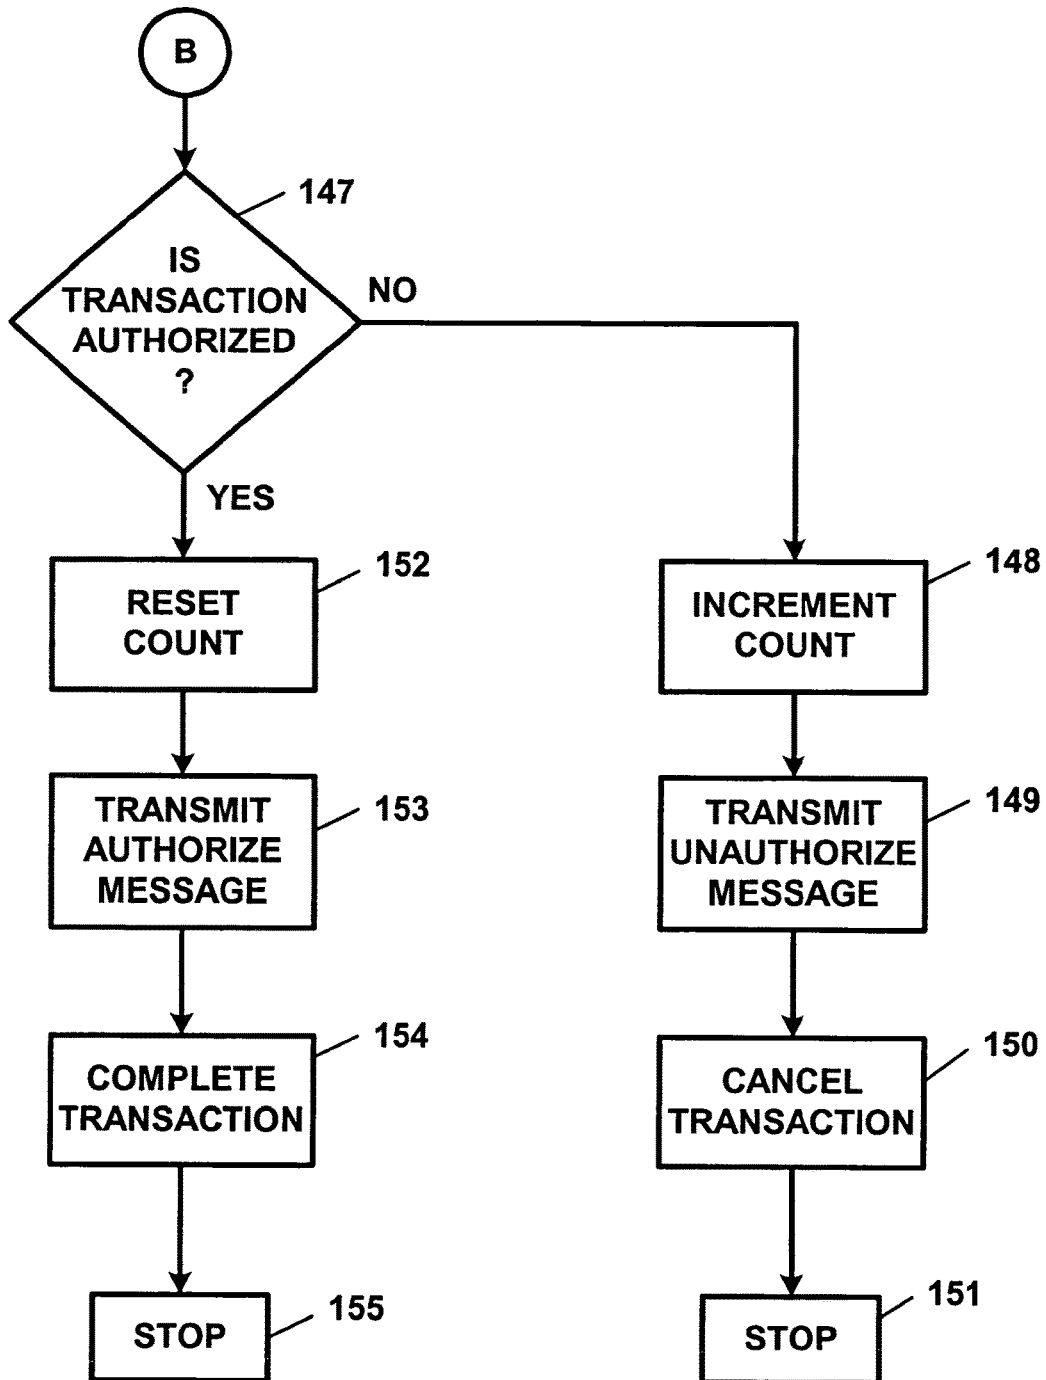 B
147
IS
TRANSACTION
AUTHORIZED
?
NO
YES
152
RESET
COUNT
148
INCREMENT
COUNT
153
TRANSMIT
AUTHORIZE
MESSAGE
149
TRANSMIT
UNAUTHORIZE
MESSAGE
154
COMPLETE
TRANSACTION
150
CANCEL
TRANSACTION
155
STOP
151
STOP